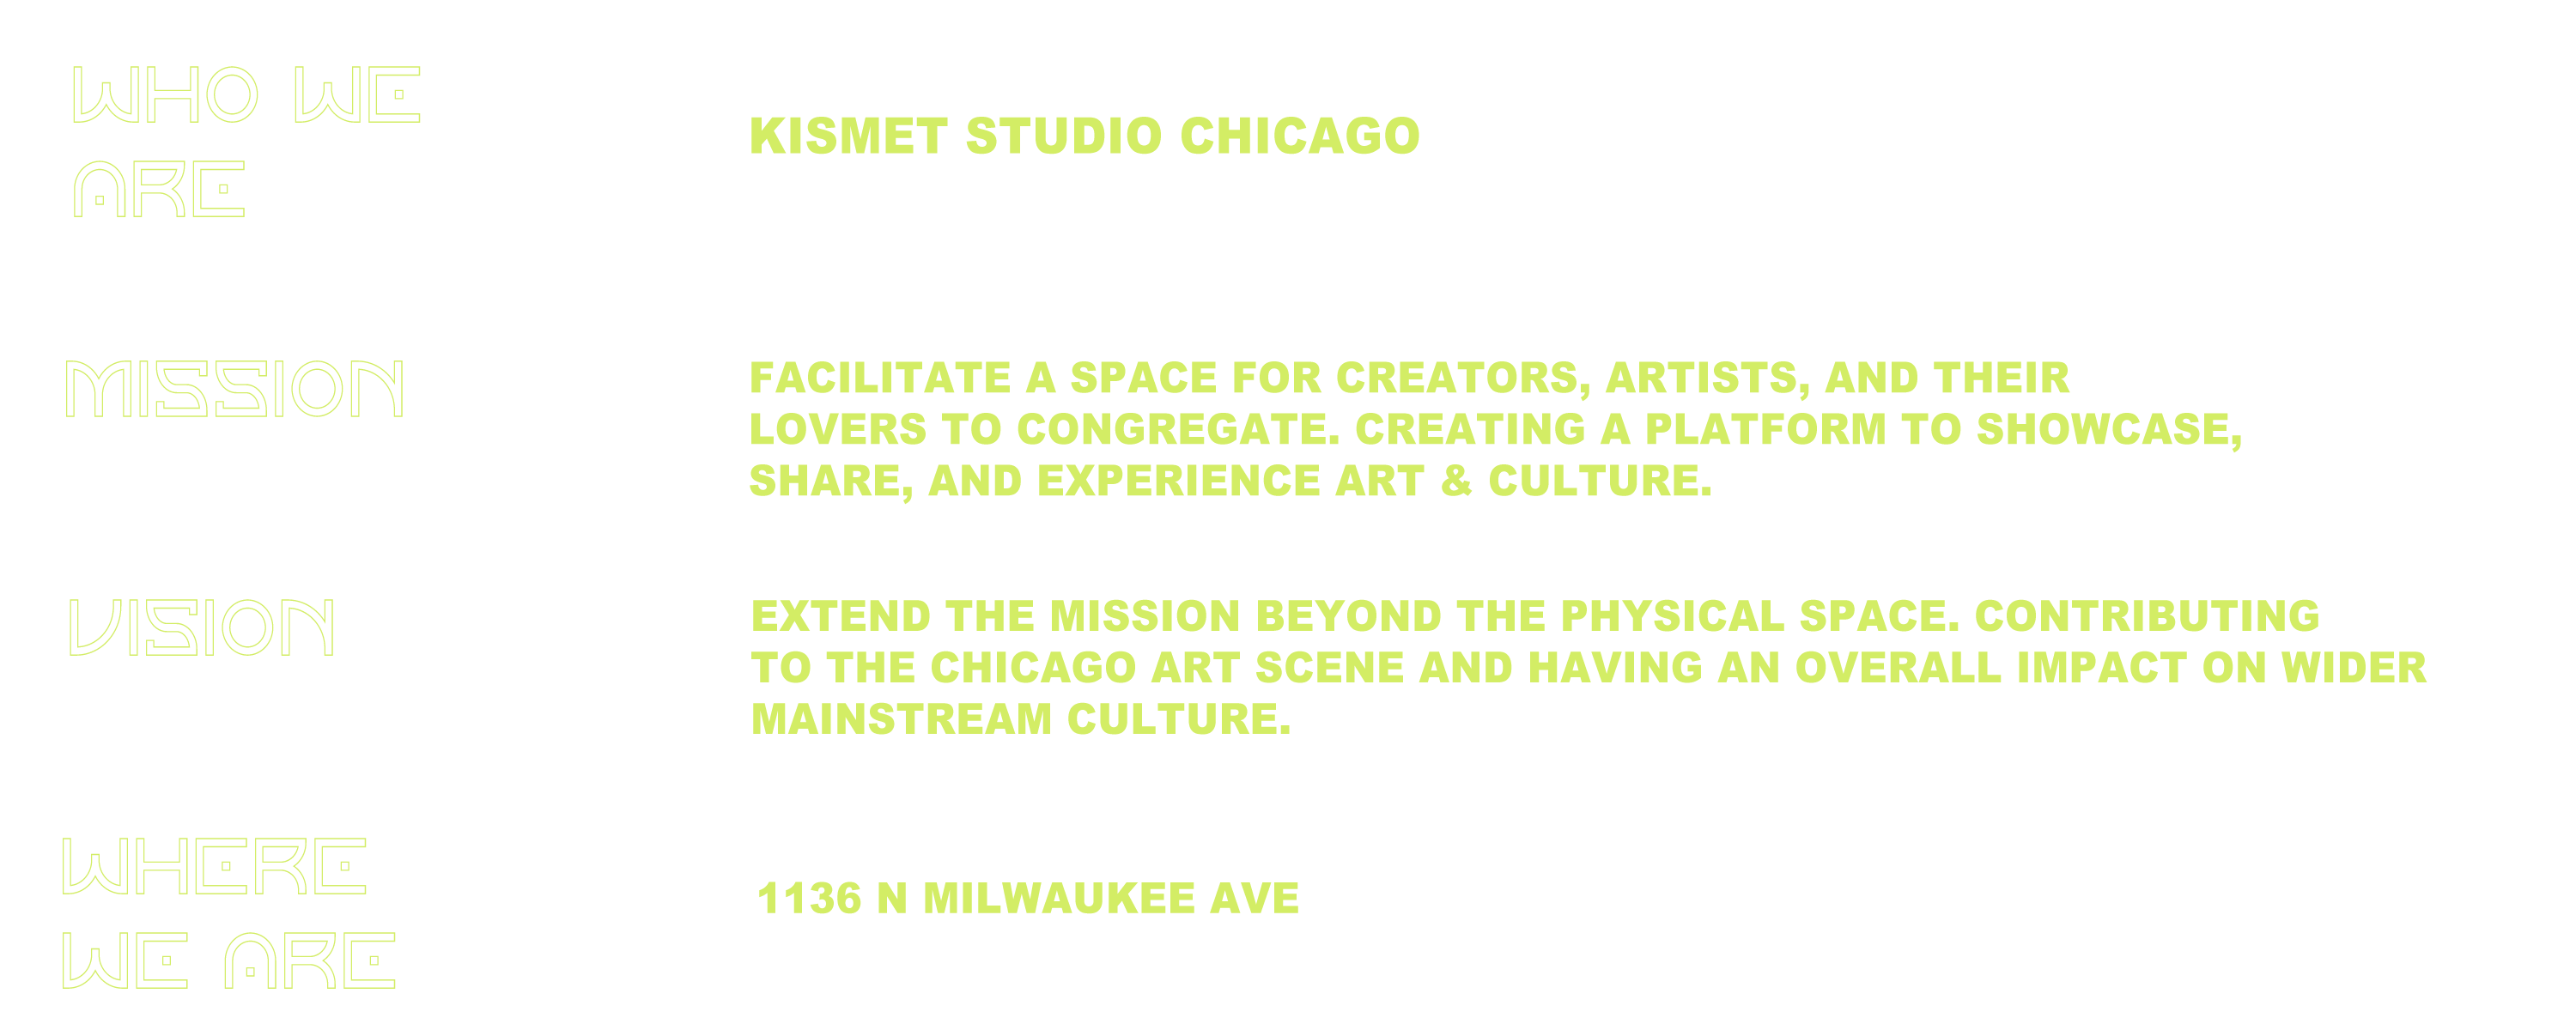 WHO WE
ARE
KISMET STUDIO CHICAGO
MISSION
FACILITATE A SPACE FOR CREATORS, ARTISTS, AND THEIR
LOVERS TO CONGREGATE. CREATING A PLATFORM TO SHOWCASE,
SHARE, AND EXPERIENCE ART & CULTURE.
VISION
EXTEND THE MISSION BEYOND THE PHYSICAL SPACE. CONTRIBUTING
TO THE CHICAGO ART SCENE AND HAVING AN OVERALL IMPACT ON WIDER
MAINSTREAM CULTURE.
WHERE
WE ARE
1136 N MILWAUKEE AVE